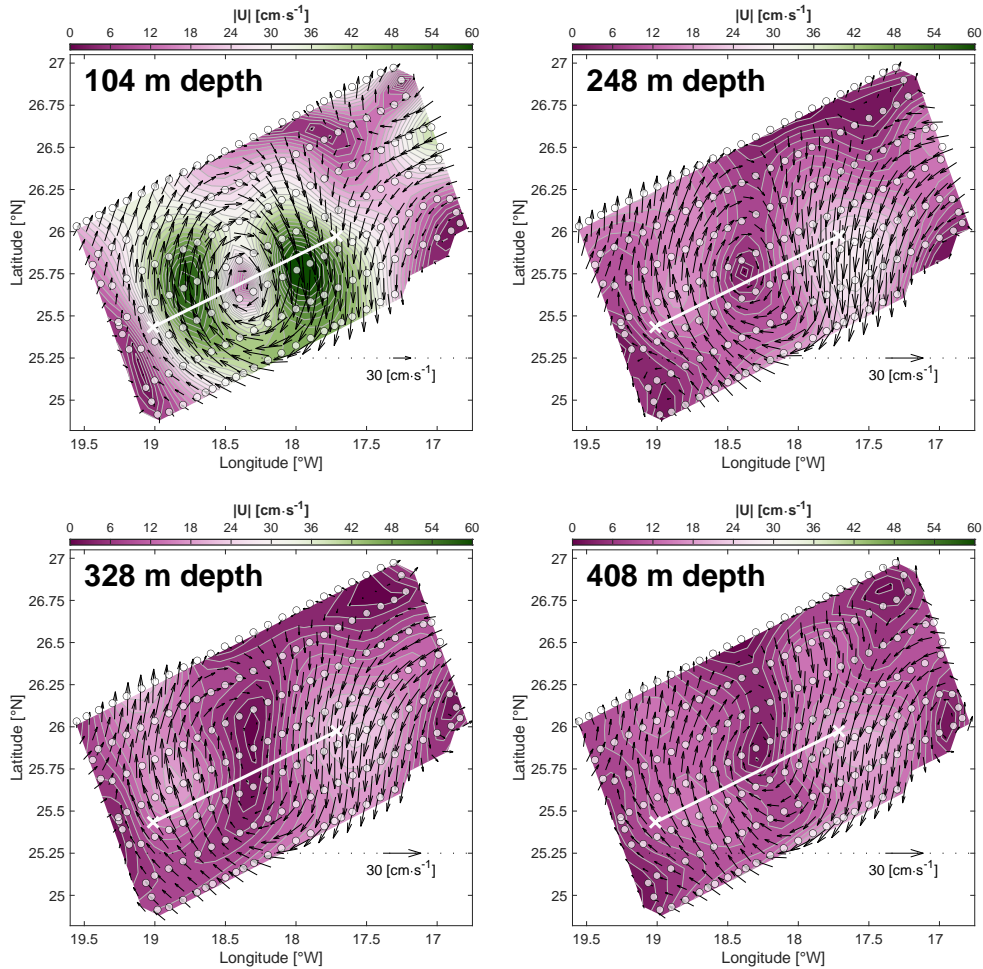 |U| [cm·s-1]
0 6 12 18 24 30 36 42 48 54 60
104 m depth
27
26.75
26.5
26.25
26
25.75
25.5
25.25
25
Latitude [°N]
30 [cm·s-1]
19.5 19 18.5 18 17.5 17
Longitude [°W]
|U| [cm·s-1]
0 6 12 18 24 30 36 42 48 54 60
248 m depth
27
26.75
26.5
26.25
26
25.75
25.5
25.25
25
Latitude [°N]
30 [cm·s-1]
19.5 19 18.5 18 17.5 17
Longitude [°W]
|U| [cm·s-1]
0 6 12 18 24 30 36 42 48 54 60
328 m depth
27
26.75
26.5
26.25
26
25.75
25.5
25.25
25
Latitude [°N]
30 [cm·s-1]
19.5 19 18.5 18 17.5 17
Longitude [°W]
|U| [cm·s-1]
0 6 12 18 24 30 36 42 48 54 60
408 m depth
27
26.75
26.5
26.25
26
25.75
25.5
25.25
25
Latitude [°N]
30 [cm·s-1]
19.5 19 18.5 18 17.5 17
Longitude [°W]